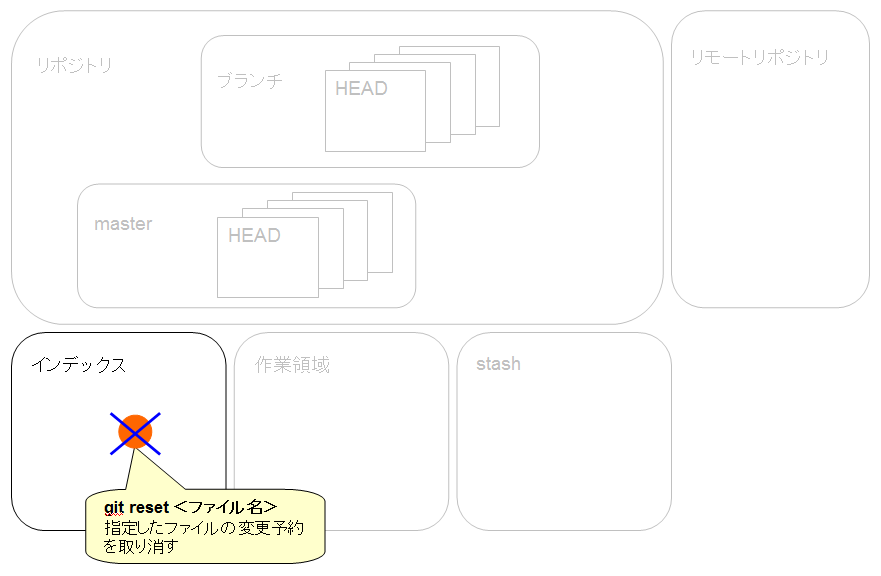 リポジトリ
ブランチ
HEAD
リモートリポジトリ
master
HEAD
インデックス
作業領域
stash
git reset <ファイル名>
指定したファイルの変更予約
を取り消す